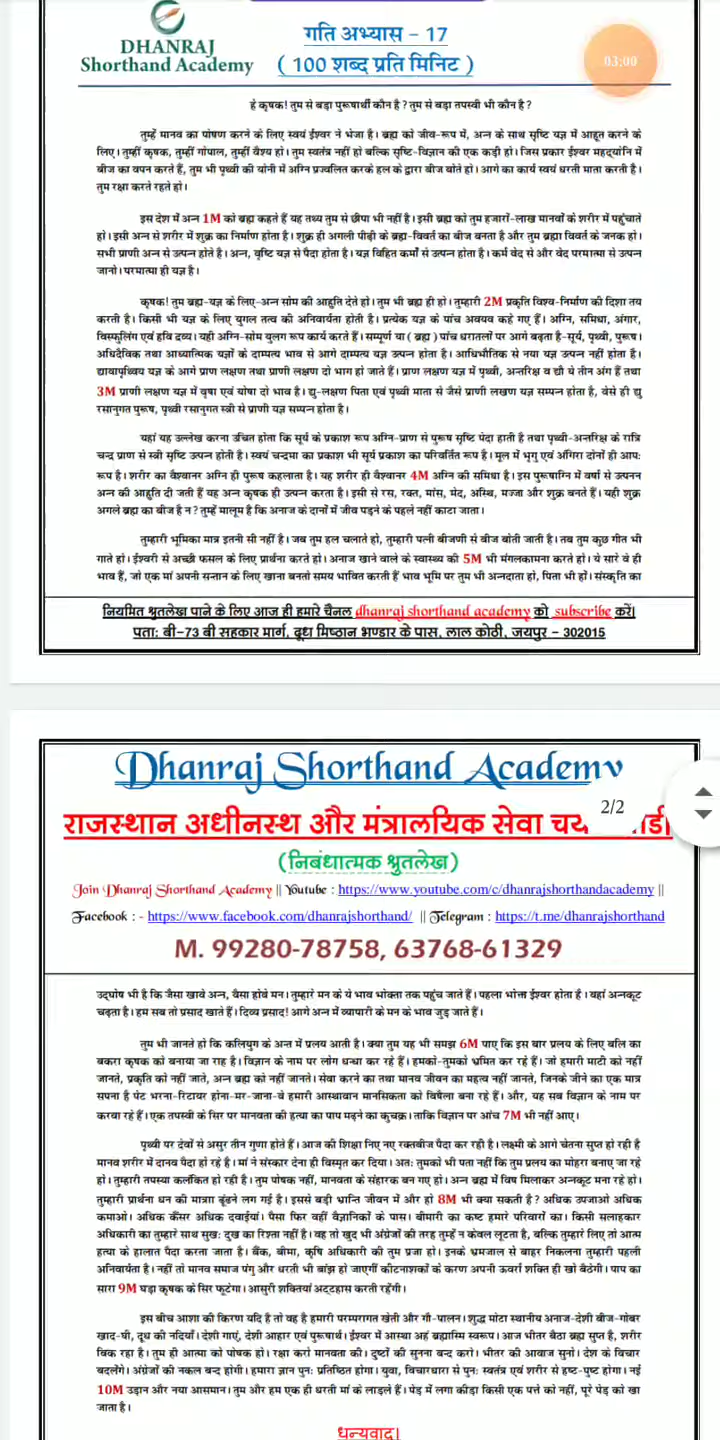 DHANRAJ
Shorthand Academy
गति अभ्यास – 17
( 100 शब्द प्रति मिनिट )
03:00
हे कृषक! तुम से बड़ा पुरूषार्थी कौन है ? तुम से बड़ा तपस्वी भी कौन है ?
तुम्हें मानव का पोषण करने के लिए स्वयं ईश्वर ने भेजा है। ब्रह्म को जीव–रूप में, अन्न के साथ सृष्टि यज्ञ में आहूत करने के
लिए। तुम्हीं कृषक, तुम्हीं गोपाल, तुम्हीं वैश्य हो। तुम स्वतंत्र नहीं हो बल्कि सृष्टि–विज्ञान की एक कड़ी हो। जिस प्रकार ईश्वर महद्योनि में
बीज का वपन करते हैं, तुम भी पृथ्वी की योनी में अग्नि प्रज्वलित करके हल के द्वारा बीज बोते हो। आगे का कार्य स्वयं धरती माता करती है।
तुम रक्षा करते रहते हो।
इस देश में अन्न 1M को ब्रह्म कहते हैं यह तथ्य तुम से छीपा भी नहीं है। इसी ब्रह्म को तुम हजारों–लाख मानवों के शरीर में पहुंचाते
हो। इसी अन्न से शरीर में शुक्र का निर्माण होता है। शुक्र ही अगली पीढ़ी के ब्रह्म–विवर्त का बीज बनता है और तुम ब्रह्मा विवर्त के जनक हो।
सभी प्राणी अन्न से उत्पन होते है। अन्न, वृष्टि यज्ञ से पैदा होता है। यज्ञ विहित कर्मों से उत्पन होता है। कर्म वेद से और वेद परमात्मा से उत्पन
जानो। परमात्मा ही यज्ञ है।
कृषक! तुम ब्रह्म–यज्ञ के लिए–अन्न सोम की आहुति देते हो। तुम भी ब्रह्म ही हो। तुम्हारी 2M प्रकृति विश्व–निर्माण की दिशा तय
करती है। किसी भी यज्ञ के लिए युगल तत्व की अनिवार्यता होती है। प्रत्येक यज्ञ के पांच अवयव कहे गए हैं। अग्नि, समिधा, अंगार,
विस्फुलिंग एवं हवि द्रव्य। यही अग्नि–सोम युलग रूप कार्य करते हैं। सम्पूर्ण या ( ब्रह्म ) पांच धरातलों पर आगे बढ़ता है–सूर्य, पृथ्वी, पुरूष।
अधिदैविक तथा आध्यात्मिक यज्ञों के दाम्पत्य भाव से आगे दाम्पत्य यज्ञ उत्पन होता है। आधिभौतिक से नया यज्ञ उत्पन नहीं होता है।
द्यावापृथिव्य यज्ञ के आगे प्राण लक्षण तथा प्राणी लक्षण दो भाग हो जाते हैं। प्राण लक्षण यज्ञ में पृथ्वी, अन्तरिक्ष व द्यौ ये तीन अंग हैं तथा
3M प्राणी लक्षण यज्ञ में वृषा एवं योषा दो भाव है। द्यु–लक्षण पिता एवं पृथ्वी माता से जैसे प्राणी लखण यज्ञ सम्पन होता है, वेसे ही द्यु
रसानुगत पुरूष, पृथ्वी रसानुगत स्त्री से प्राणी यज्ञ सम्पन होता है।
यहां यह उल्लेख करना उचित होता कि सूर्य के प्रकाश रूप अग्नि–प्राण से पुरूष सृष्टि पेदा हाती है तथा पृथ्वी–अन्तरिक्ष के रात्रि
चन्द्र प्राण से स्त्री सृष्टि उत्पन होती है। स्वयं चन्द्रमा का प्रकाश भी सूर्य प्रकाश का परिवर्तित रूप है। मूल में भृगु एवं अंगिरा दोनों ही आपः
रूप है। शरीर का वैश्वानर अग्नि ही पुरूष कहलाता है। यह शरीर ही वैश्वानर 4M अग्नि की समिधा है। इस पुरूषाग्नि में वर्षा से उत्पनन
अन्न की आहुति दी जाती हैं यह अन्न कृषक ही उत्पन करता है। इसी से रस, रक्त, मांस, मेद, अस्थि, मज्जा और शुक्र बनते हैं। यही शुक्र
अगले ब्रह्म का बीज है न ? तुम्हें मालूम है कि अनाज के दानों में जीव पड़ने के पहले नहीं काटा जाता।
तुम्हारी भूमिका मात्र इतनी सी नहीं है। जब तुम हल चलाते हो, तुम्हारी पत्नी बीजणी से बीज बोती जाती है। तब तुम कुछ गीत भी
गाते हो। ईश्वरी से अच्छी फसल के लिए प्रार्थना करते हो। अनाज खाने वाले के स्वास्थ्य की 5M भी मंगलकामना करते हो। ये सारे वे ही
भाव हैं, जो एक मां अपनी सन्तान के लिए खाना बनतो समय भावित करती हैं भाव भूमि पर तुम भी अन्नदाता हो, पिता भी हों। संस्कृति का
नियमित श्रुतलेख पाने के लिए आज ही हमारे चैनल dhanraj shorthand academy को subscribe करें।
पता: बी–73 बी सहकार मार्ग, दूध मिष्ठान भण्डार के पास, लाल कोठी, जयपुर – 302015
Dhanraj Shorthand Academy
2/2
राजस्थान अधीनस्थ और मंत्रालयिक सेवा
(निबंधात्मक श्रुतलेख)
Join Dhanraj Shorthand Academy || Youtube : https://www.youtube.com/c/dhanrajshorthandacademy ||
Facebook : - https://www.facebook.com/dhanrajshorthand/ || Telegram : https://t.me/dhanrajshorthand
M. 99280-78758, 63768-61329
उद्घोष भी है कि जैसा खावे अन्न, वैसा होवे मन। तुम्हारे मन के ये भाव भोक्ता तक पहुंच जाते हैं। पहला भोक्त ईश्वर होता है। यहां अन्नकूट
चढ़ता है। हम सब तो प्रसाद खाते हैं। दिव्य प्रसाद! आगे अन्न में व्यापारी के मन के भाव जुड़ जाते हैं।
तुम भी जानते हो कि कलियुग के अन्त में प्रलय आती है। क्या तुम यह भी समझ 6M पाए कि इस बार प्रलय के लिए बलि का
बकरा कृषक को बनाया जा राह है। विज्ञान के नाम पर लोग धन्धा कर रहे हैं। हमको–तुमको भ्रमित कर रहे हैं। जो हमारी माटी को नहीं
जानते, प्रकृति को नहीं जाते, अन्न ब्रह्म को नहीं जानते। सेवा करने का तथा मानव जीवन का महत्व नहीं जानते, जिनके जीने का एक मात्र
सपना है पेट भरना–रिटायर होना–मर–जाना–वे हमारी आस्थावान मानसिकता को विषैला बना रहे हैं। और, यह सब विज्ञान के नाम पर
करवा रहे हैं। एक तपस्वी के सिर पर मानवता की हत्या का पाप मढ़ने का कुचक्र। ताकि विज्ञान पर आंच 7M भी नहीं आए।
पृथ्वी पर देवों से असुर तीन गुणा होते हैं। आज की शिक्षा निए नए रक्तबीज पैदा कर रही है। लक्ष्मी के आगे चेतना सुप्त हो रही है
मानव शरीर में दानव पैदा हो रहे है। मां ने संस्कार देना ही विस्मृत कर दिया। अतः तुमको भी पता नहीं कि तुम प्रलय का मोहरा बनाए जा रहे
हो। तुम्हारी तपस्या कलंकित हो रही है। तुम पोषक नहीं, मानवता के संहारक बन गए हो। अन्न ब्रह्म में विष मिलाकर अन्नकूट मना रहे हो।
तुम्हारी प्रार्थना धन की मात्राा ढूंढने लग गई है। इससे बड़ी भ्रान्ति जीवन में और हो 8M भी क्या सकती है ? अधिक उपजाओ अधिक
कमाओ। अधिक कैंसर अधिक दवाईयां। पैसा फिर वहीं वैज्ञानिकों के पास। बीमारी का कष्ट हमारे परिवारों का। किसी सलाहकार
अधिकारी का तुम्हारे साथ सुखः दुख का रिश्ता नहीं है। वह तो खुद भी अंग्रेजों की तरह तुम्हें न केवल लूटता है, बल्कि तुम्हारे लिए तो आत्म
हत्या के हालात पैदा करता जाता है। बैंक, बीमा, कृषि अधिकारी की तुम प्रजा हो। इनके भ्रमजाल से बाहर निकलना तुम्हारी पहली
अनिवार्यता है। नहीं तो मानव समाज पंगु और धरती भी बांझ हो जाएगीं कीटनाशकों के करण अपनी ऊवर्रा शक्ति ही खो बैठेगी। पाप का
सारा 9M घड़ा कृषक के सिर फूटेगा। आसुरी शक्तियां अट्टहास करती रहेंगी।
इस बीच आशा की किरण यदि है तो वह है हमारी परम्परागत खेती और गौ–पालन। शुद्ध मोटा स्थानीय अनाज–देशी बीज–गोबर
खाद–घी, दूध की नदियाँ। देशी गाएं, देशी आहार एवं पुरूषार्थ। ईश्वर में आस्था अहं ब्रह्मास्मि स्वरूप। आज भीतर बैठा ब्रह्म सुप्त है, शरीर
बिक रहा है। तुम ही आत्मा को पोषक हो। रक्षा करो मानवता की। दुष्टों की सुनना बन्द करो। भीतर की आवाज सुनो। देश के विचार
बदलेंगे। अंग्रेजों की नकल बन्द होगी। हमारा ज्ञान पुनः प्रतिष्ठित होगा। युवा, विचारधारा से पुनः स्वतंत्र एवं शरीर से हष्ट–पुष्ट होगा। नई
10M उड़ान और नया आसमान। तुम और हम एक ही धरती मां के लाड़ले हैं। पेड़ में लगा कीड़ा किसी एक पत्ते को नहीं, पूरे पेड़ को खा
जाता है।
धन्यवाद।